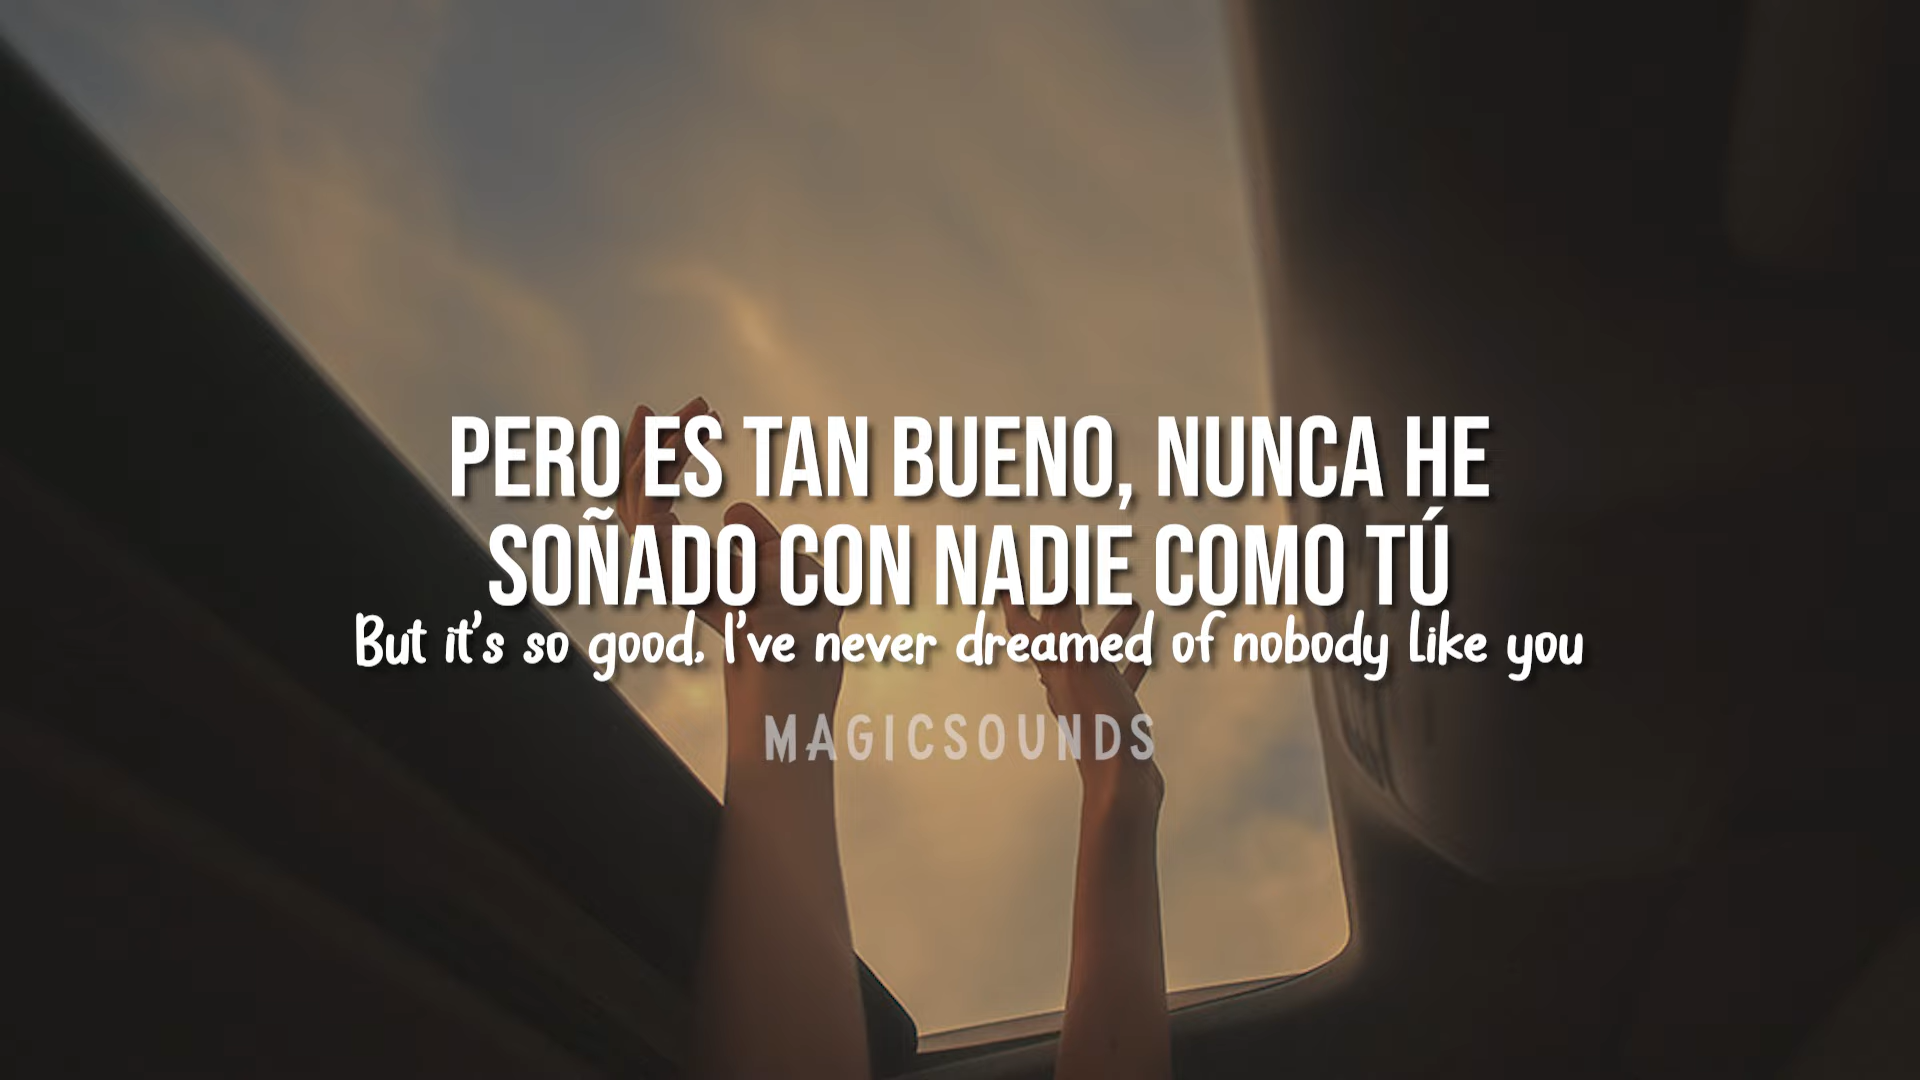 PERO ES TAN BUENO, NUNCA HE
SOÑADO CON NADIE COMO TÚ
But it's so good, I've never dreamed of nobody like you
MAGICSOUNDS